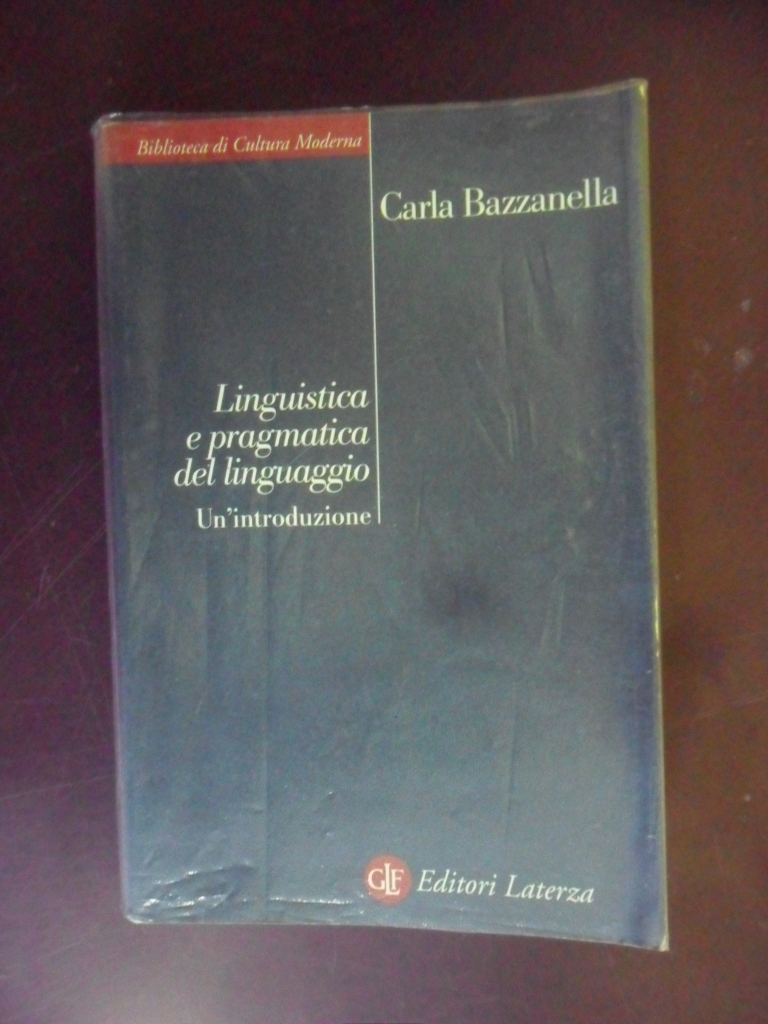 Biblioteca di Cultura Moderna
Carla Bazzanella
Linguistica
e pragmatica
del linguaggio
Un'introduzione
GLF Editori Laterza